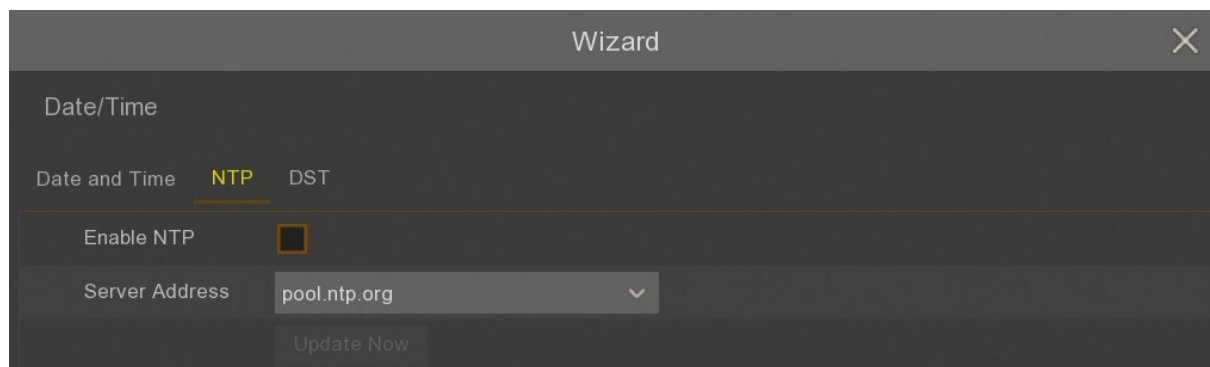 Wizard
Date/Time
Date and Time NTP DST
Enable NTP
Server Address pool.ntp.org
Update Now